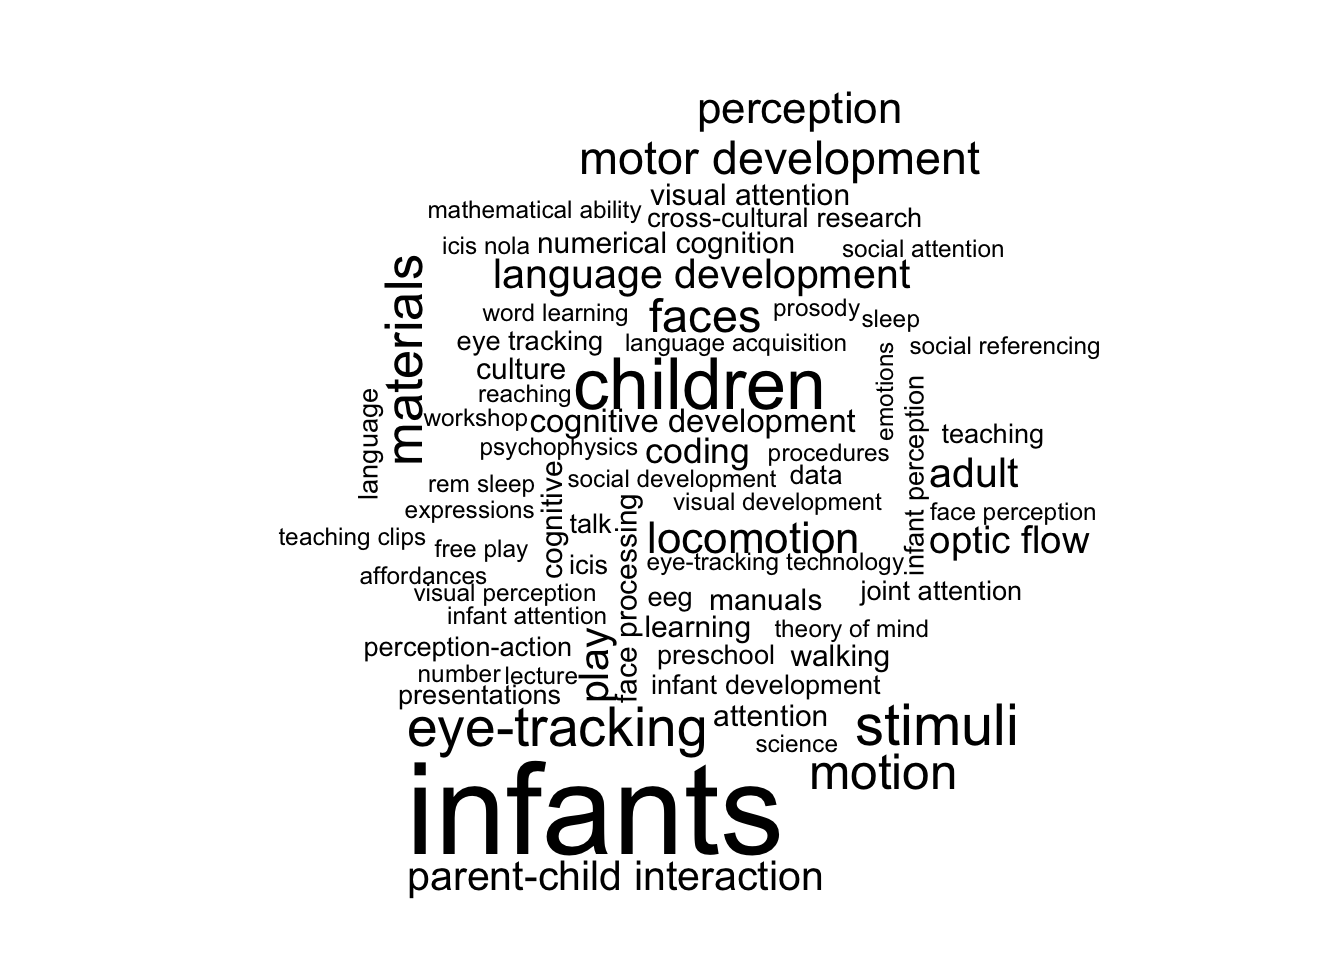 perception
motor development
visual attention
mathematical ability
cross-cultural research
icis nola
numerical cognition
social attention
language development
materials
word learning
faces
prosody
sleep
eye tracking
language acquisition
social referencing
culture
children
emotions
reaching
infant perception
language
workshop
cognitive development
teaching
psychophysics
coding
procedures
adult
rem sleep
cognitive
social development
data
expressions
visual development
face perception
teaching clips
free play
talk
face processing
locomotion
optic flow
icis
eye-tracking technology
affordances
visual perception
eeg
manuals
joint attention
infant attention
learning
theory of mind
perception-action
play
preschool
walking
number
lecture
presentations
infant development
eye-tracking
attention
stimuli
science
motion
infants
parent-child interaction